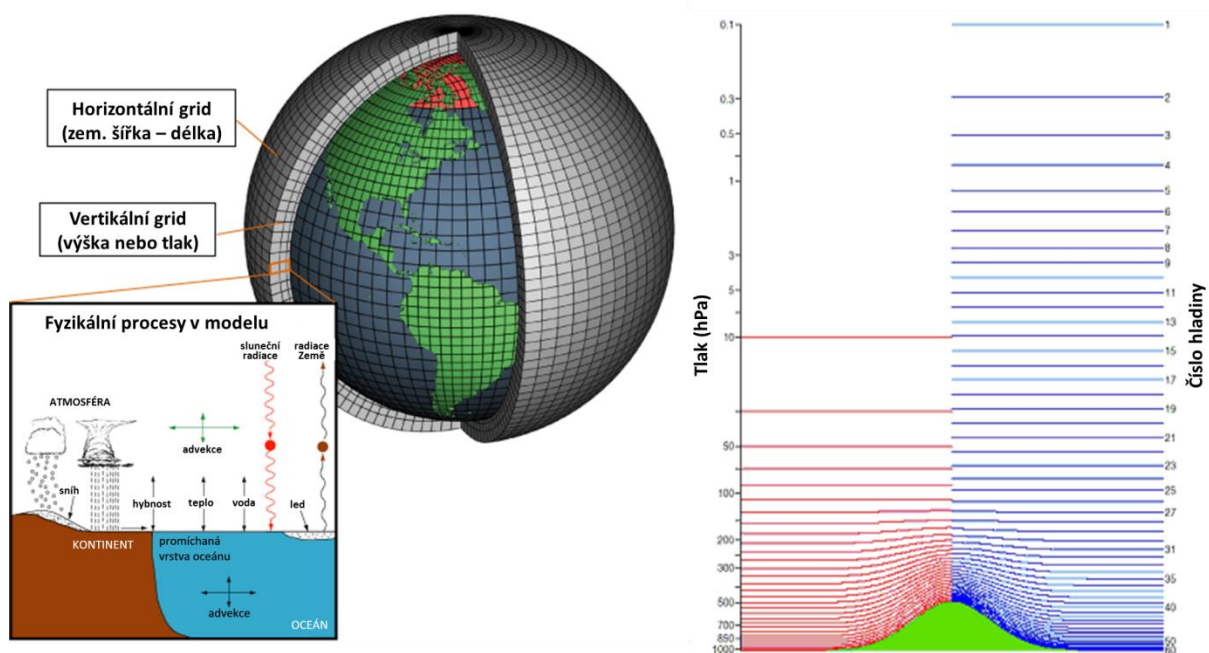 Horizontální grid
(zem. šířka – délka)
Vertikální grid
(výška nebo tlak)
Fyzikální procesy v modelu
sluneční
radiace
radiace
Země
ATMOSFÉRA
advekce
sníh
hybnost
teplo
voda
led
KONTINENT
promíchaná
vrstva oceánu
advekce
OCEÁN
Tlak (hPa)
0.1
0.3
0.5
1
3
5
10
50
100
200
300
500
700
850
1000
Číslo hladiny
1
2
3
4
5
6
7
8
9
11
13
15
17
19
21
23
25
27
31
35
40
50
60